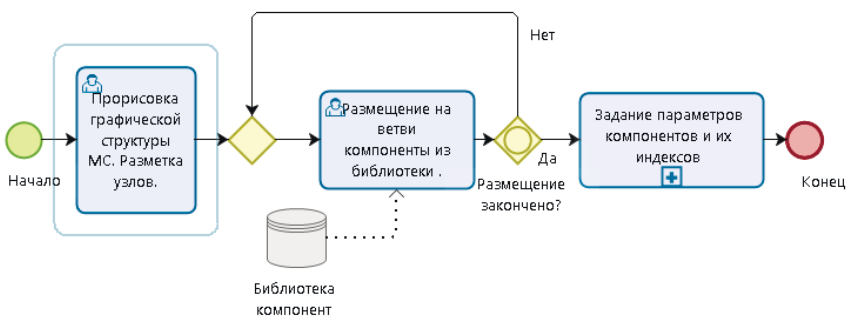 Начало
Прорисовка
графической
структуры
МС. Разметка
узлов.
Нет
Размещение на
ветви
компоненты из
библиотеки .
Библиотека
компонент
Да
Размещение
закончено?
Задание параметров
компонентов и их
индексов
Конец